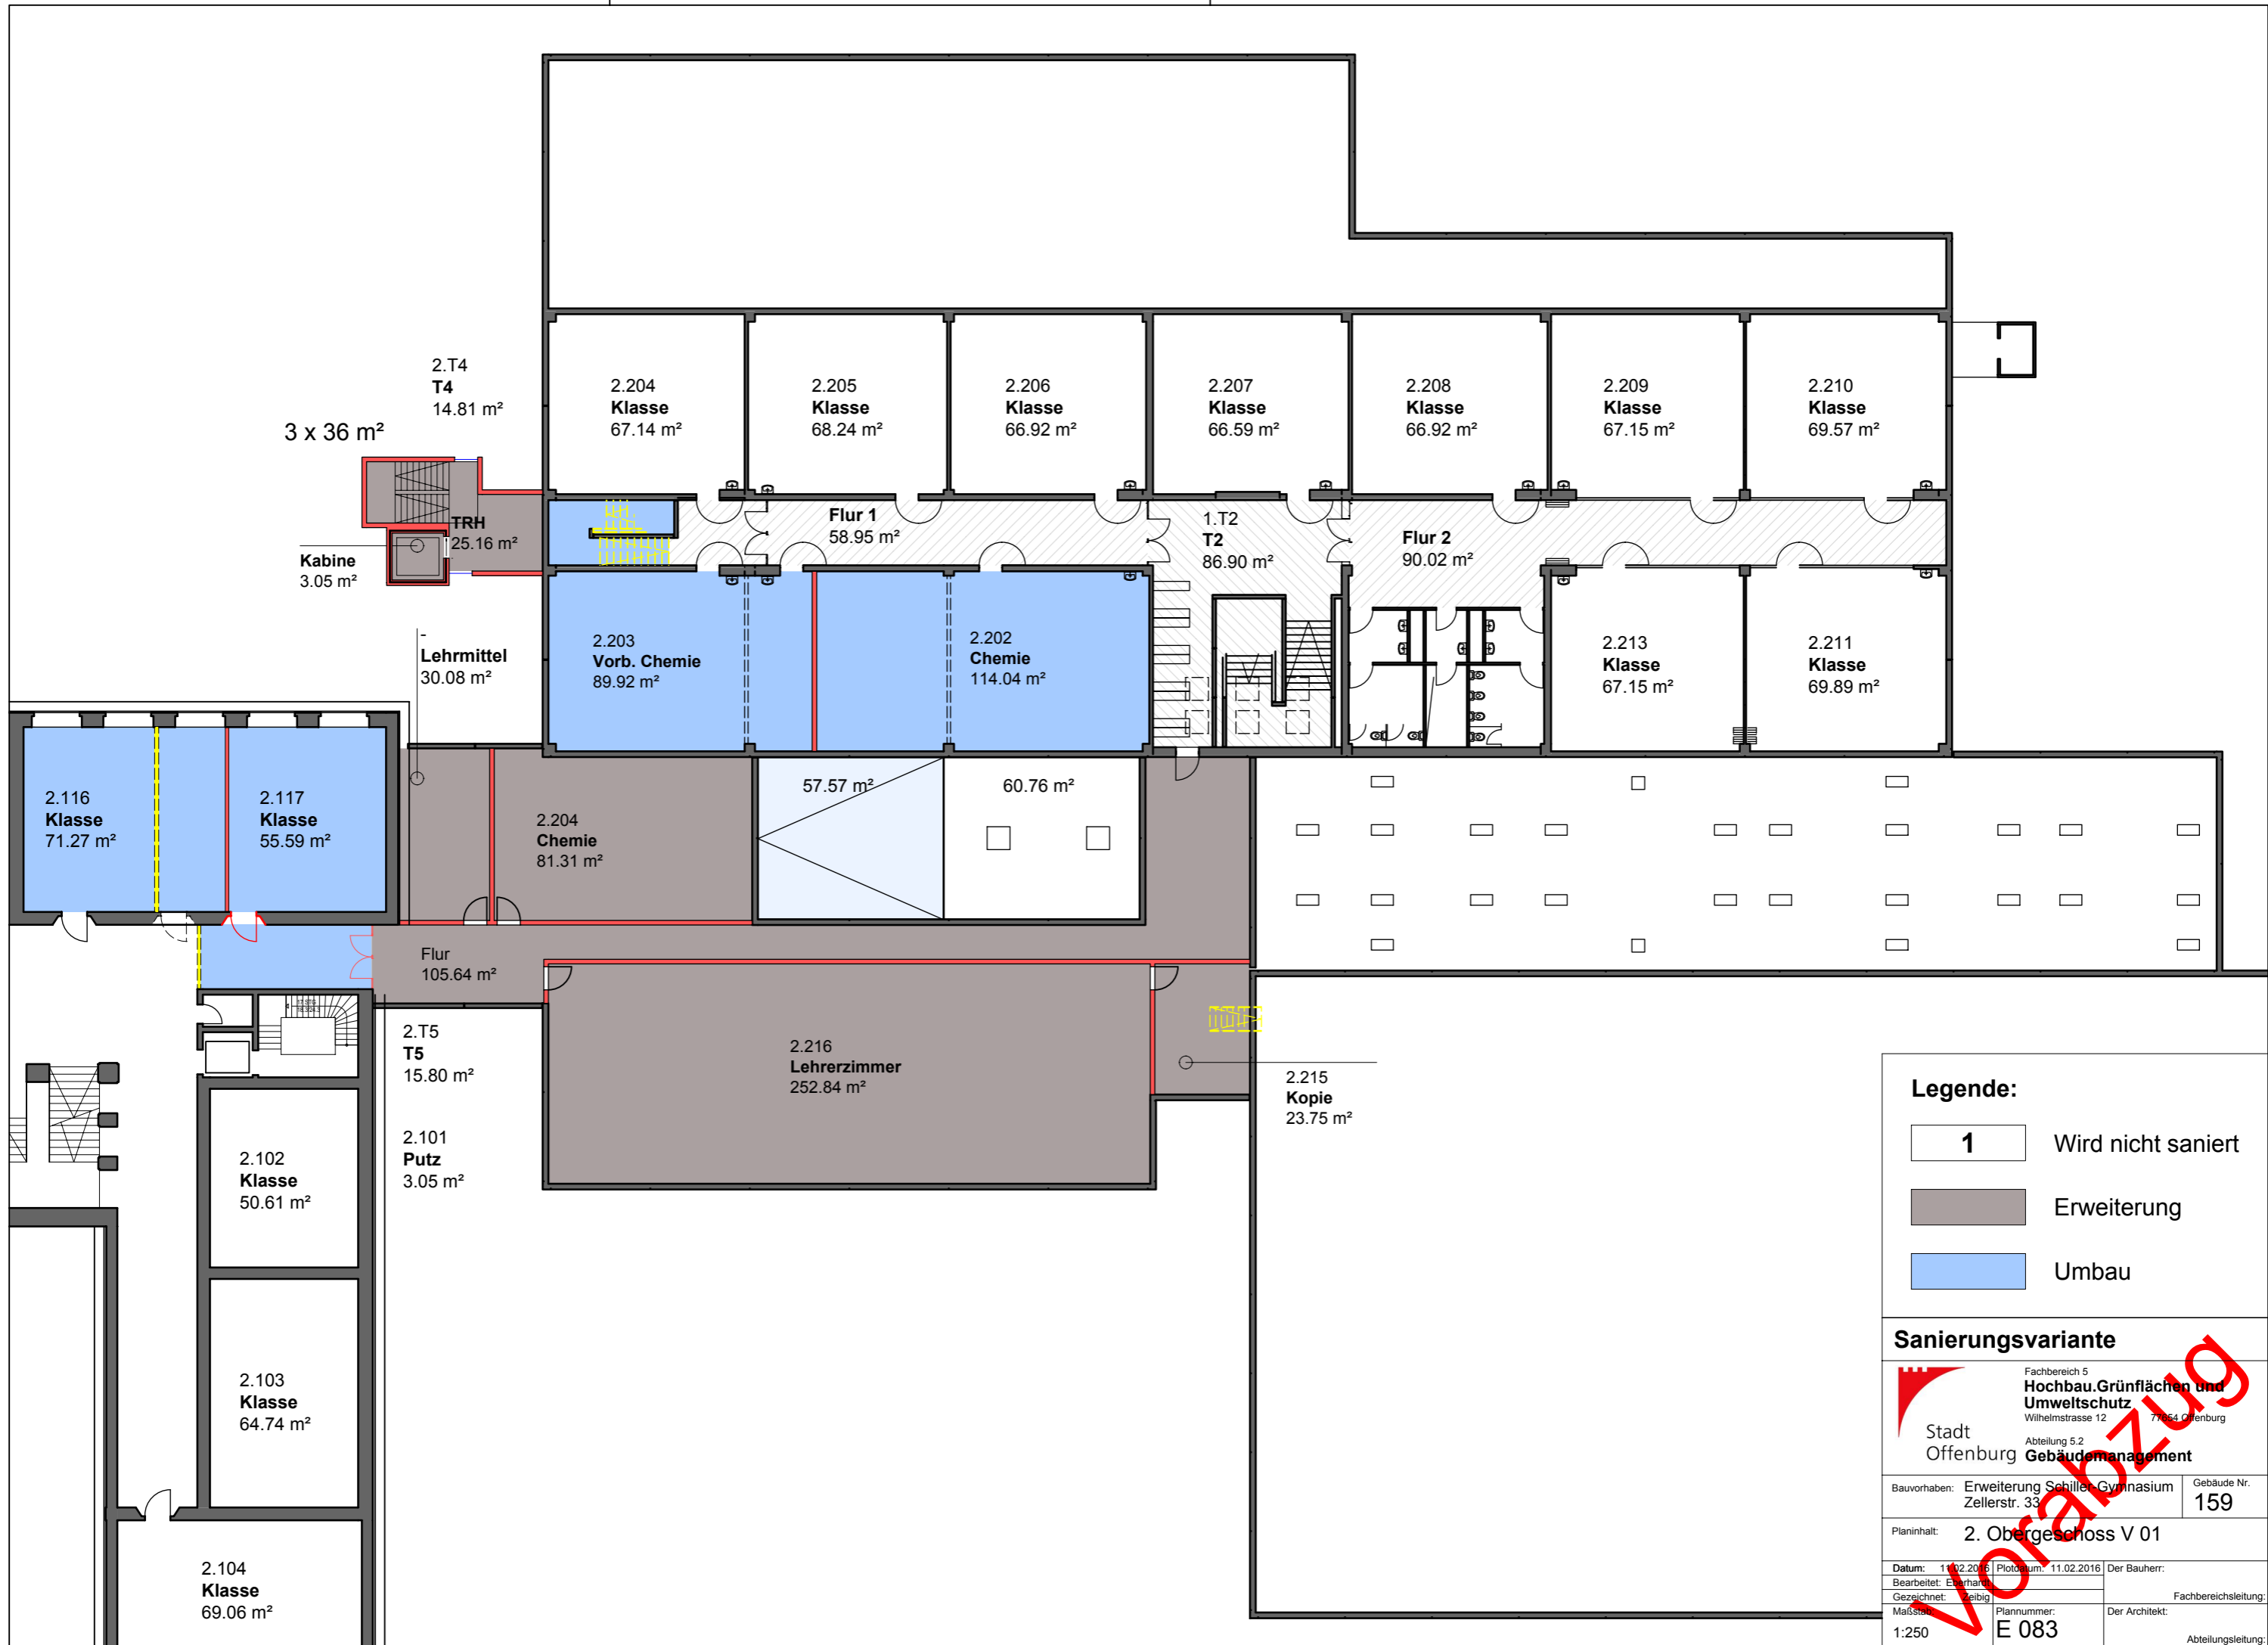 2.T4
T4
14.81 m²
3 x 36 m²
2.204
Klasse
67.14 m²
2.205
Klasse
68.24 m²
2.206
Klasse
66.92 m²
2.207
Klasse
66.59 m²
2.208
Klasse
66.92 m²
2.209
Klasse
67.15 m²
2.210
Klasse
69.57 m²
TRH
25.16 m²
Kabine
3.05 m²
Flur 1
58.95 m²
1.T2
T2
86.90 m²
Flur 2
90.02 m²
-
Lehrmittel
30.08 m²
2.203
Vorb. Chemie
89.92 m²
2.202
Chemie
114.04 m²
2.213
Klasse
67.15 m²
2.211
Klasse
69.89 m²
2.116
Klasse
71.27 m²
2.117
Klasse
55.59 m²
2.204
Chemie
81.31 m²
57.57 m²
60.76 m²
Flur
105.64 m²
2.T5
T5
15.80 m²
2.101
Putz
3.05 m²
2.216
Lehrerzimmer
252.84 m²
2.215
Kopie
23.75 m²
2.102
Klasse
50.61 m²
2.103
Klasse
64.74 m²
2.104
Klasse
69.06 m²
Legende:
1 Wird nicht saniert
Erweiterung
Umbau
Sanierungsvariante
Stadt
Offenburg
Fachbereich 5
Hochbau.Grünflächen und
Umweltschutz
Wilhelmstrasse 12 77654 Offenburg
Abteilung 5.2
Gebäudemanagement
Bauvorhaben: Erweiterung Schiller-Gymnasium
Zellerstr. 33
Gebäude Nr.
159
Planinhalt: 2. Obergeschoss V 01
Datum: 11.02.2016 Plotdatum: 11.02.2016 Der Bauherr:
Bearbeitet: Eberhardt
Gezeichnet: Zeibig
Fachbereichsleitung:
Maßstab:
1:250
Plannummer:
E 083
Der Architekt:
Abteilungsleitung:
Vorabzug